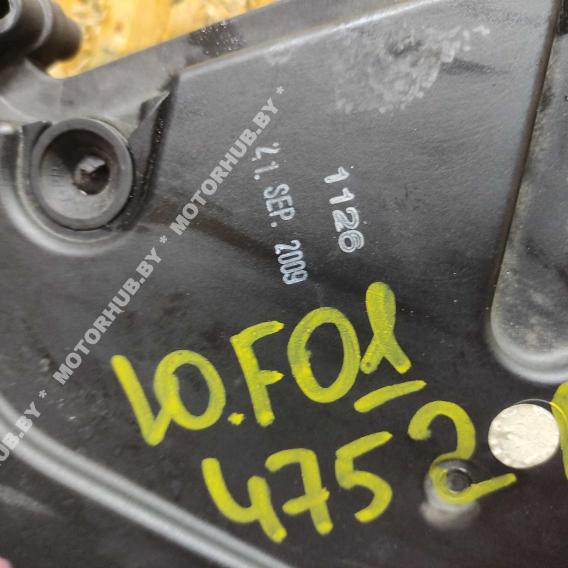 1126
21. SEP. 2009
10.F01
4752
* MOTORHUB.BY * MOTORHUB.BY * MOTORHUB.BY *